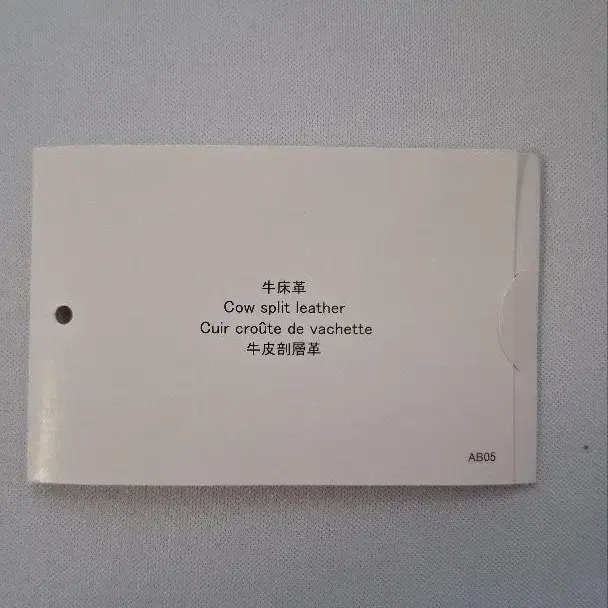 牛床革
Cow split leather
Cuir croûte de vachette
牛皮剖層革
AB05